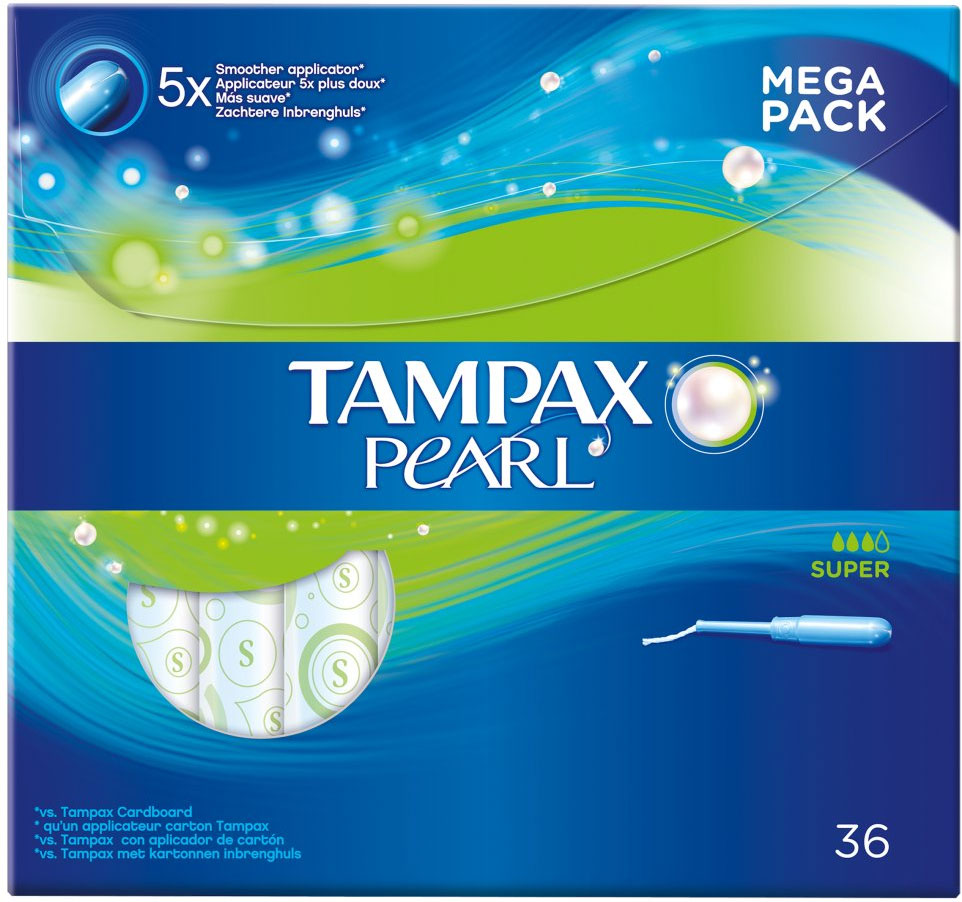 5x
Smoother applicator*
Applicateur 5x plus doux*
Más suave*
Zachtere Inbrenghuls*
MEGA
PACK
TAMPAX
PEARL
SUPER
S
S
S
S
S
S
*vs. Tampax Cardboard
* qu'un applicateur carton Tampax
*vs. Tampax con aplicador de cartón
*vs. Tampax met kartonnen inbrenghuls
36